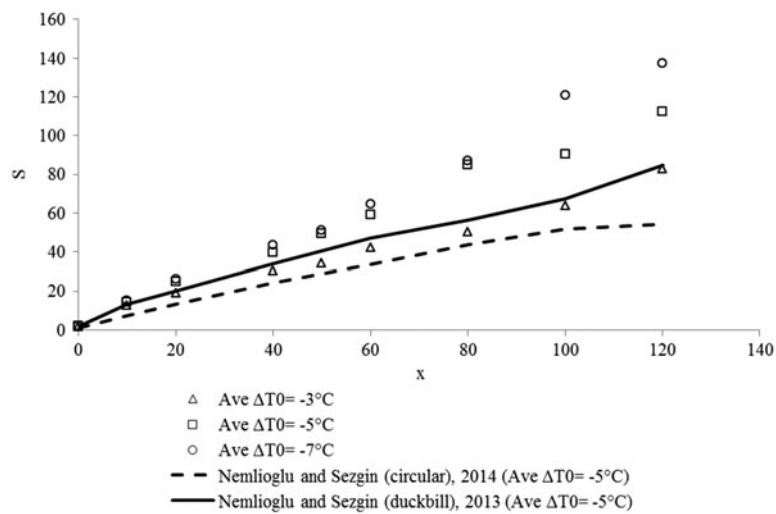 160
140
120
100
80
60
40
20
0
S
0 20 40 60 80 100 120 140
x
Ave ΔT0= -3°C
Ave ΔT0= -5°C
Ave ΔT0= -7°C
Nemlioglu and Sezgin (circular), 2014 (Ave ΔT0= -5°C)
Nemlioglu and Sezgin (duckbill), 2013 (Ave ΔT0= -5°C)